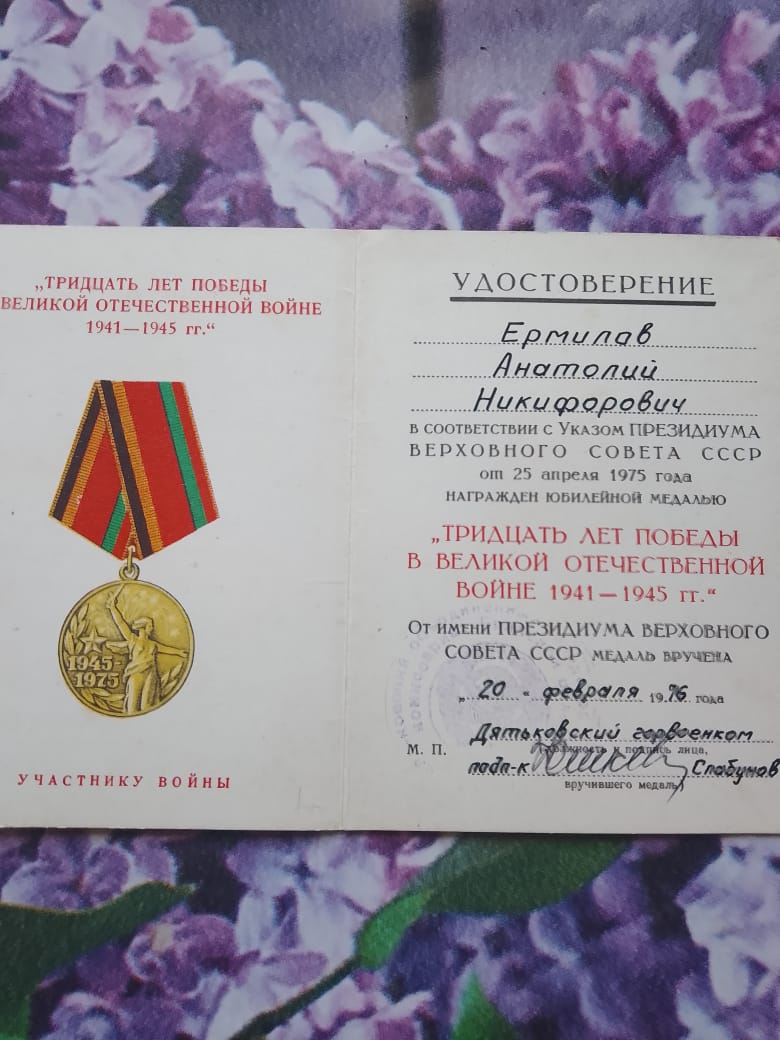 „ТРИДЦАТЬ ЛЕТ ПОБЕДЫ
ВЕЛИКОЙ ОТЕЧЕСТВЕННОЙ ВОЙНЕ
1941—1945 гг.“
1945-
1975
УЧАСТНИКУ ВОЙНЫ
УДОСТОВЕРЕНИЕ
Ермилав
Анатолий
Никифорович
В СООТВЕТСТВИИ С УКАЗОМ ПРЕЗИДИУМА
ВЕРХОВНОГО СОВЕТА СССР
от 25 апреля 1975 года
НАГРАЖДЕН ЮБИЛЕЙНОЙ МЕДАЛЬЮ
„ТРИДЦАТЬ ЛЕТ ПОБЕДЫ
В ВЕЛИКОЙ ОТЕЧЕСТВЕННОЙ
ВОЙНЕ 1941—1945 гг.“
ОТ ИМЕНИ ПРЕЗИДИУМА ВЕРХОВНОГО
СОВЕТА СССР МЕДАЛЬ ВРУЧЕНА
„20“ февраля 1976 года
Дятьковский горвоенком
М. П. (должность и подпись лица,
подп-к Слабунов
вручившего медаль)